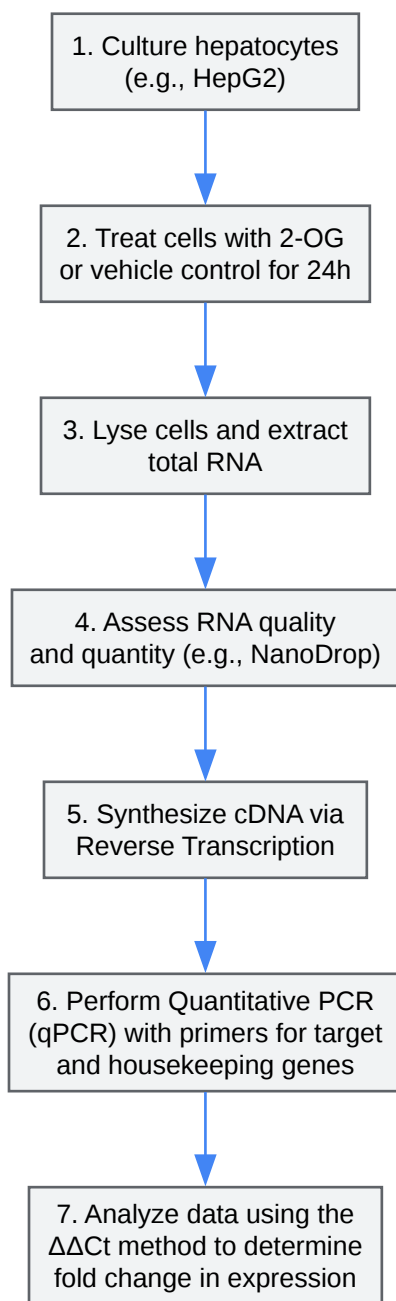 1. Culture hepatocytes
(e.g., HepG2)
2. Treat cells with 2-OG
or vehicle control for 24h
3. Lyse cells and extract
total RNA
4. Assess RNA quality
and quantity (e.g., NanoDrop)
5. Synthesize cDNA via
Reverse Transcription
6. Perform Quantitative PCR
(qPCR) with primers for target
and housekeeping genes
7. Analyze data using the
ΔΔCt method to determine
fold change in expression